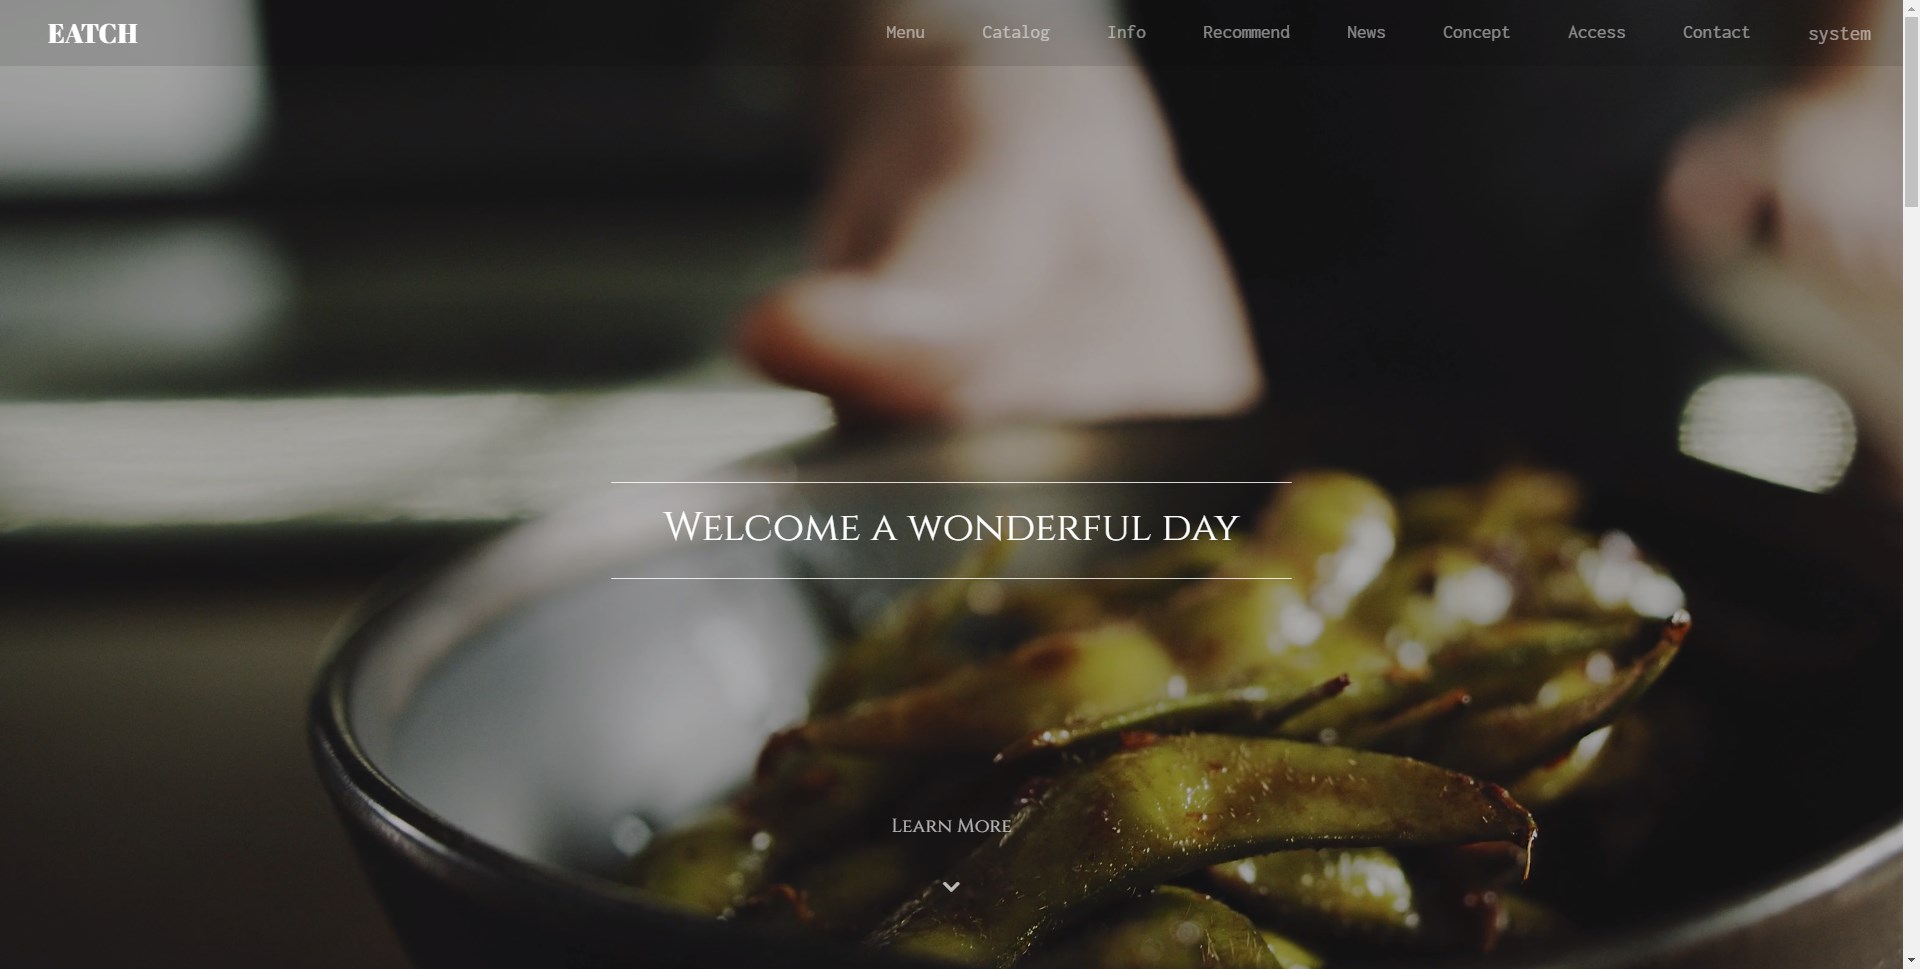 EATCH
Menu Catalog Info Recommend News Concept Access Contact system
Welcome a wonderful day
Learn More